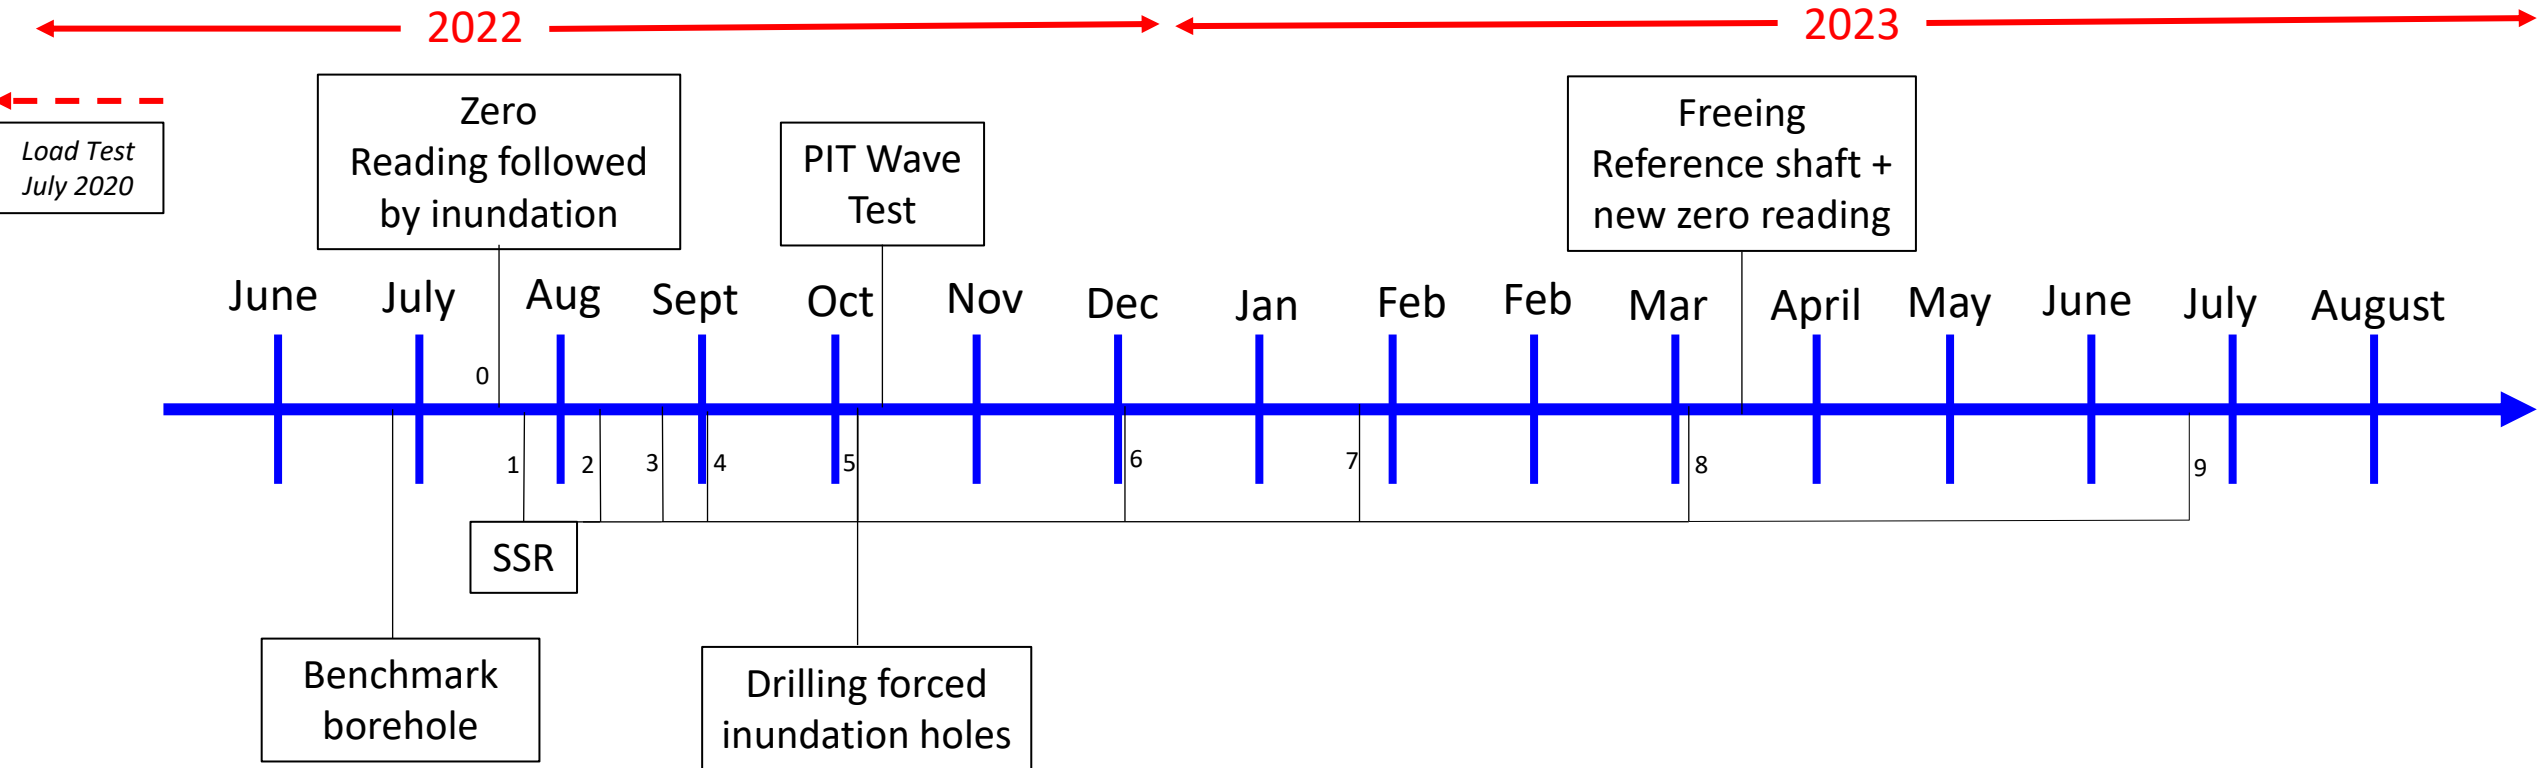 2022
2023
Load Test
July 2020
Zero
Reading followed
by inundation
PIT Wave
Test
Freeing
Reference shaft +
new zero reading
June July Aug Sept Oct Nov Dec Jan Feb Feb Mar April May June July August
0
1 2 3 4 5 6 7 8 9
SSR
Benchmark
borehole
Drilling forced
inundation holes